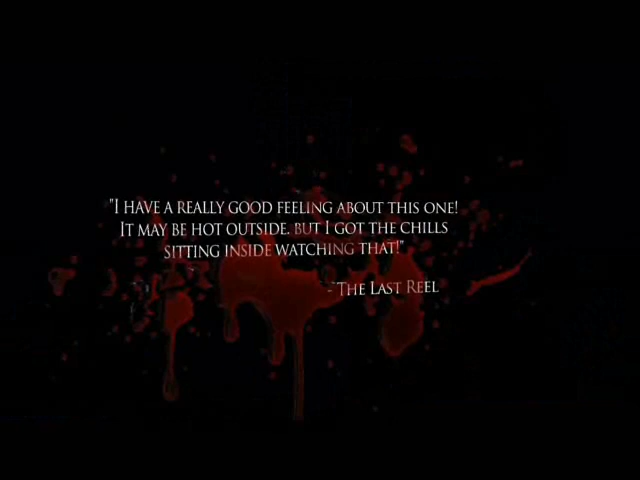 "I HAVE A REALLY GOOD FEELING ABOUT THIS ONE!
IT MAY BE HOT OUTSIDE. BUT I GOT THE CHILLS
SITTING INSIDE WATCHING THAT!"
- THE LAST REEL